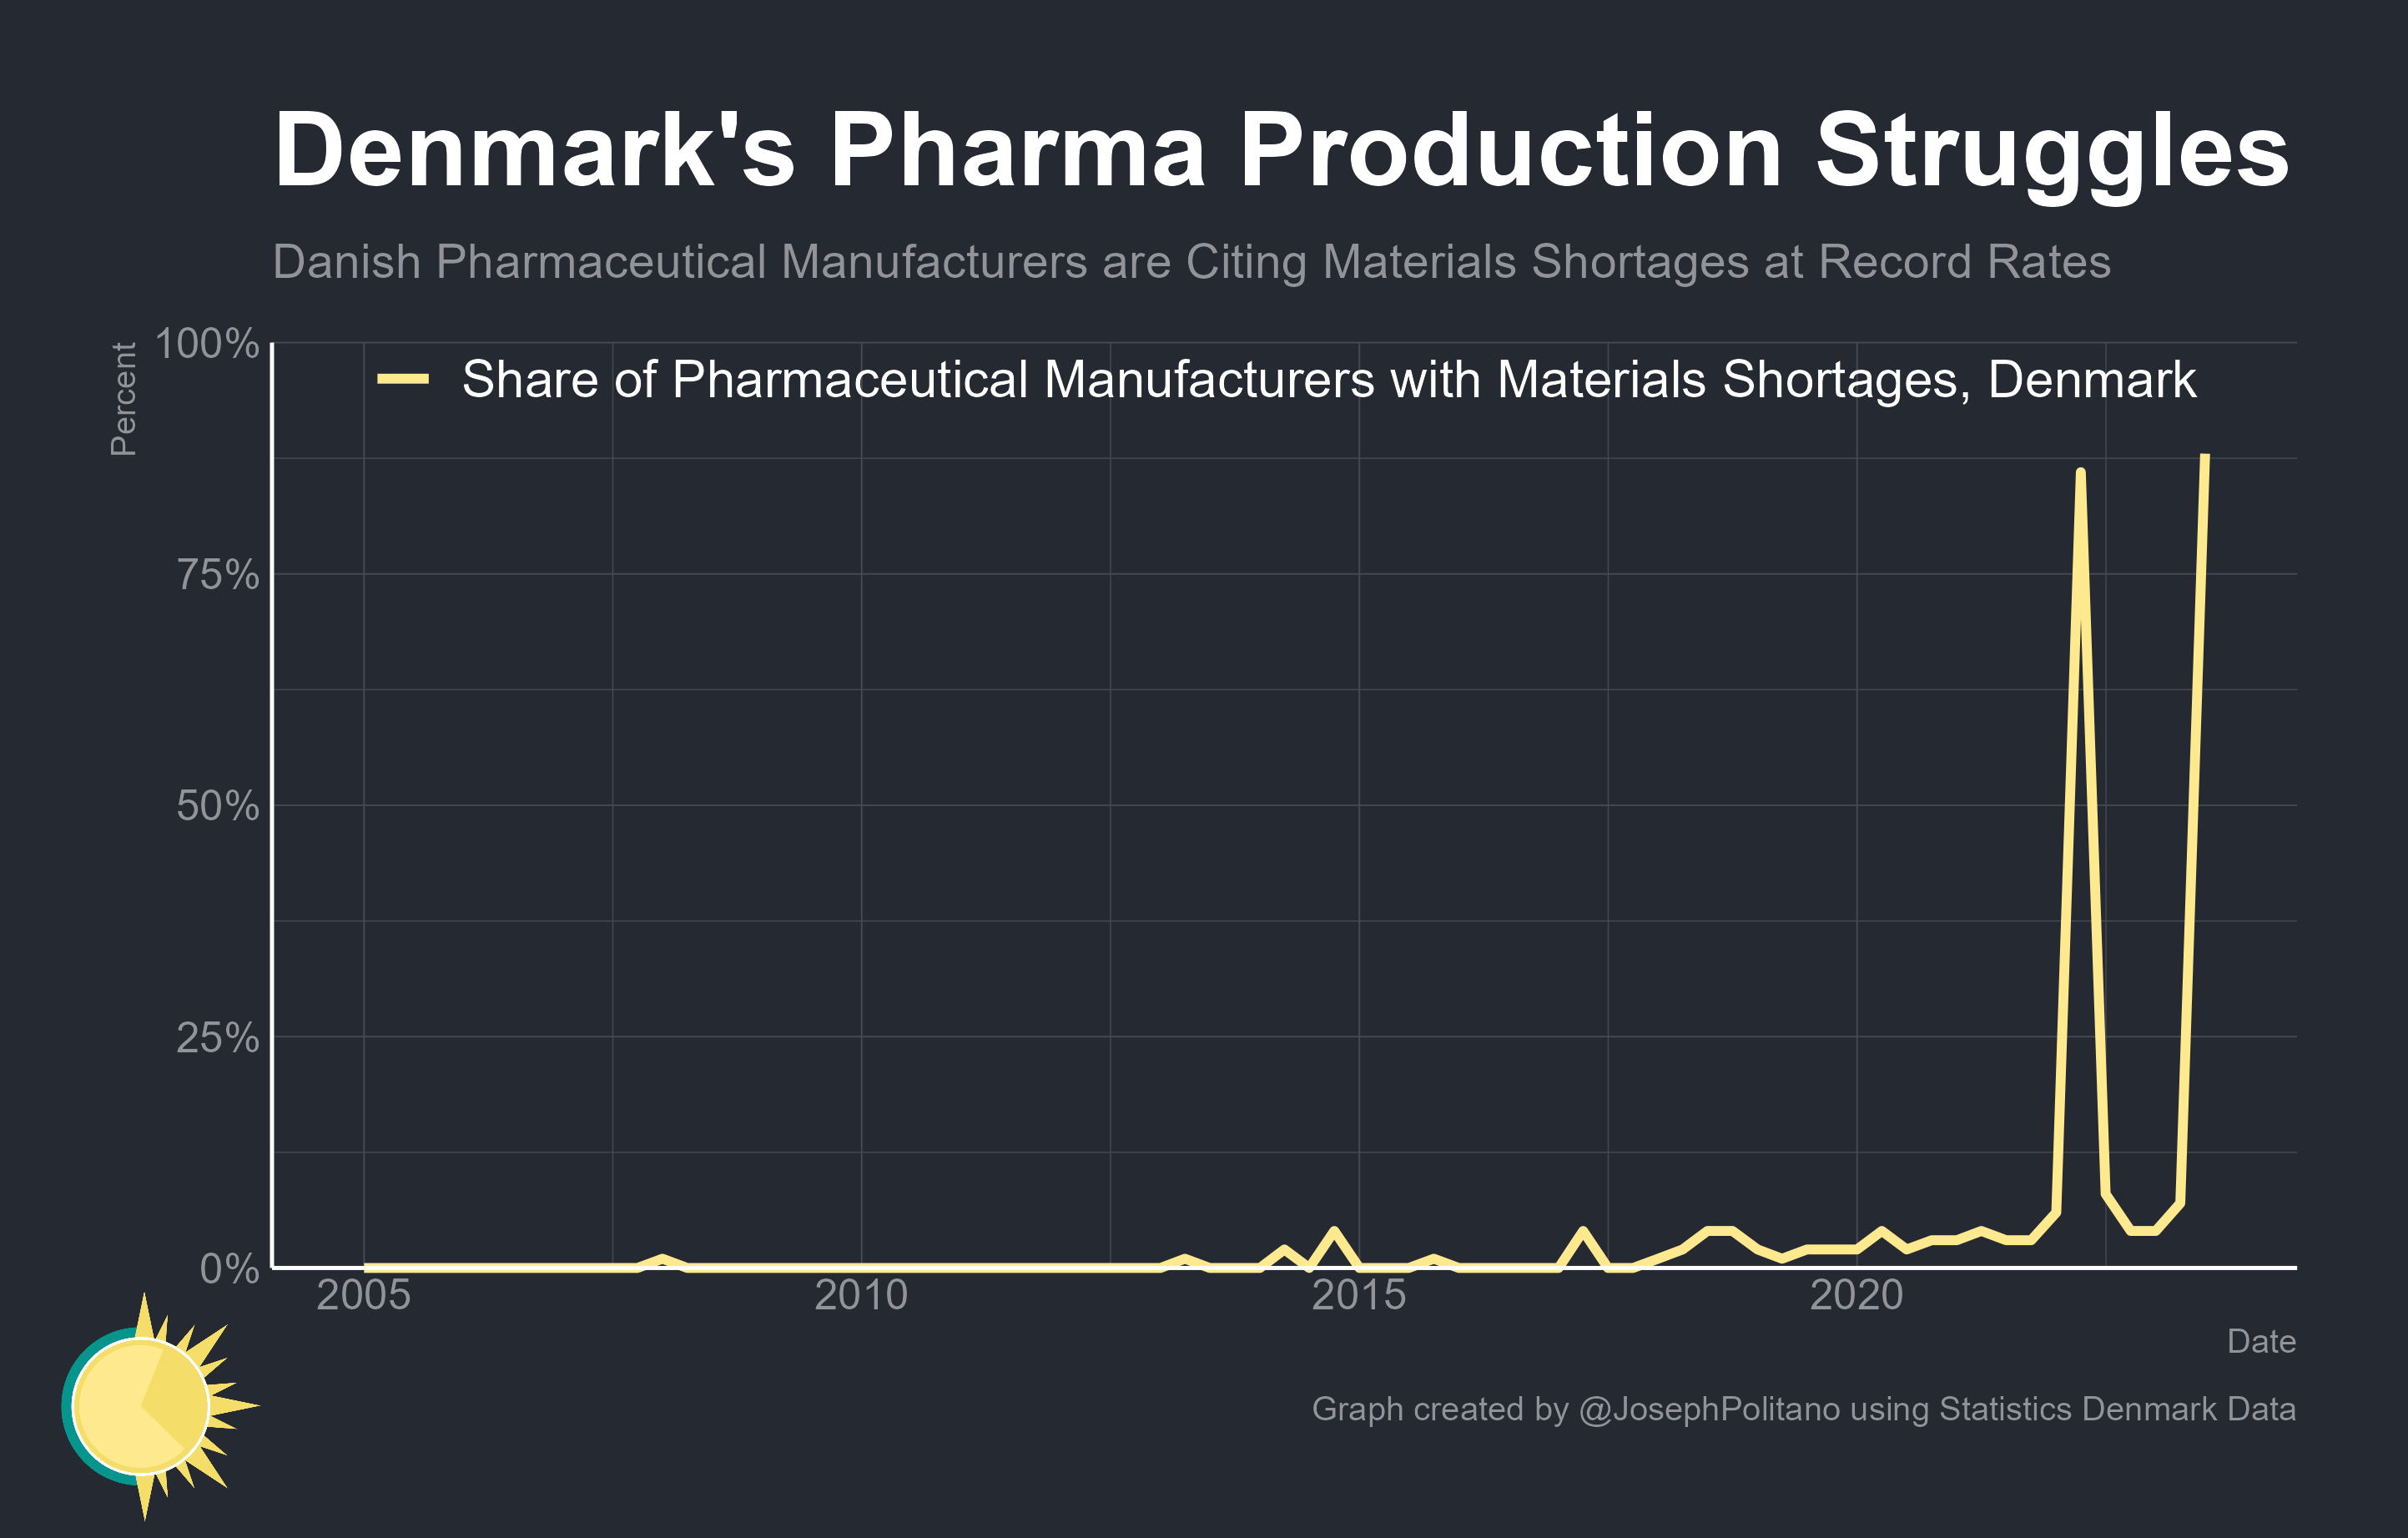 Denmark's Pharma Production Struggles
Danish Pharmaceutical Manufacturers are Citing Materials Shortages at Record Rates
Percent
100%
Share of Pharmaceutical Manufacturers with Materials Shortages, Denmark
75%
50%
25%
0%
2005 2010 2015 2020
Date
Graph created by @JosephPolitano using Statistics Denmark Data